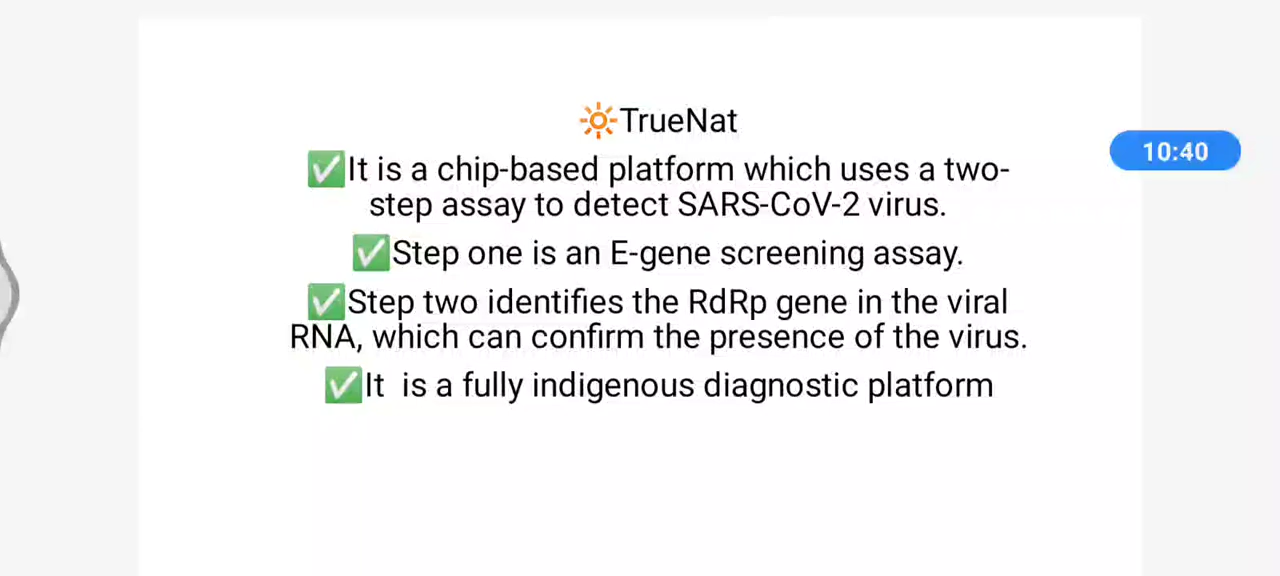 🔆TrueNat
✅It is a chip-based platform which uses a two-
step assay to detect SARS-CoV-2 virus.
✅Step one is an E-gene screening assay.
✅Step two identifies the RdRp gene in the viral
RNA, which can confirm the presence of the virus.
✅It  is a fully indigenous diagnostic platform
10:40